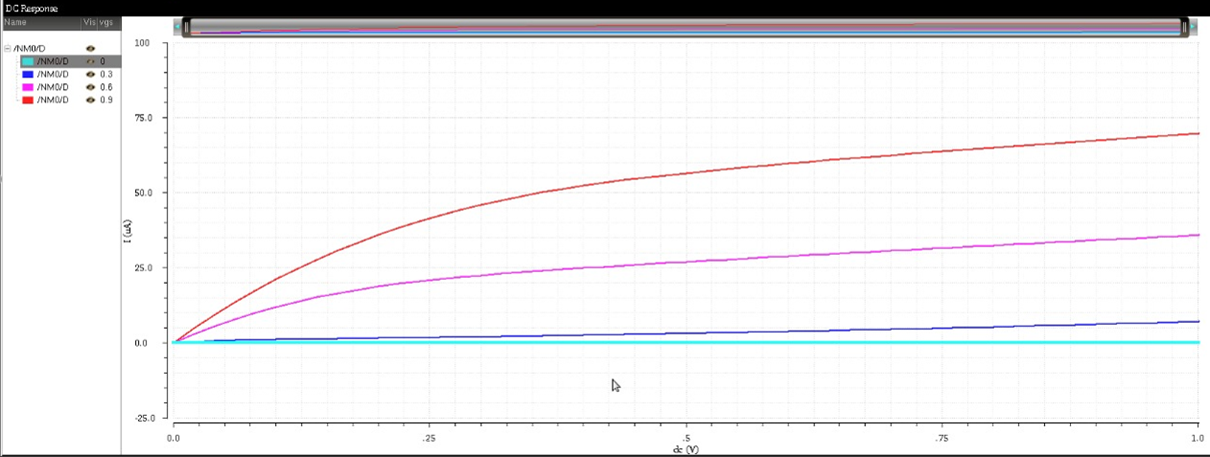 DC Response
Name Vis vgs
/NM0/D
/NM0/D 0
/NM0/D 0.3
/NM0/D 0.6
/NM0/D 0.9
100
75.0
50.0
25.0
0.0
-25.0
I (uA)
0.0 .25 .5 .75 1.0
dc (V)